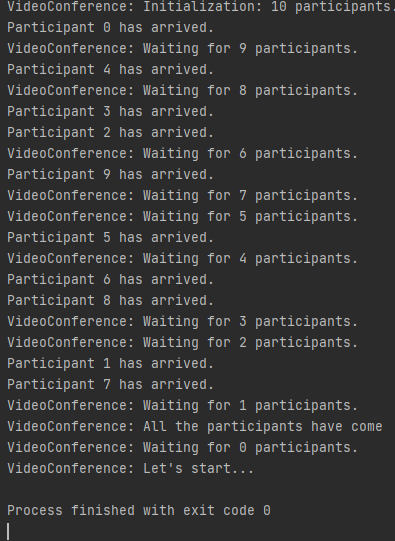 VideoConference: Initialization: 10 participants.
Participant 0 has arrived.
VideoConference: Waiting for 9 participants.
Participant 4 has arrived.
VideoConference: Waiting for 8 participants.
Participant 3 has arrived.
Participant 2 has arrived.
VideoConference: Waiting for 6 participants.
Participant 9 has arrived.
VideoConference: Waiting for 7 participants.
VideoConference: Waiting for 5 participants.
Participant 5 has arrived.
VideoConference: Waiting for 4 participants.
Participant 6 has arrived.
Participant 8 has arrived.
VideoConference: Waiting for 3 participants.
VideoConference: Waiting for 2 participants.
Participant 1 has arrived.
Participant 7 has arrived.
VideoConference: Waiting for 1 participants.
VideoConference: All the participants have come
VideoConference: Waiting for 0 participants.
VideoConference: Let's start...
Process finished with exit code 0